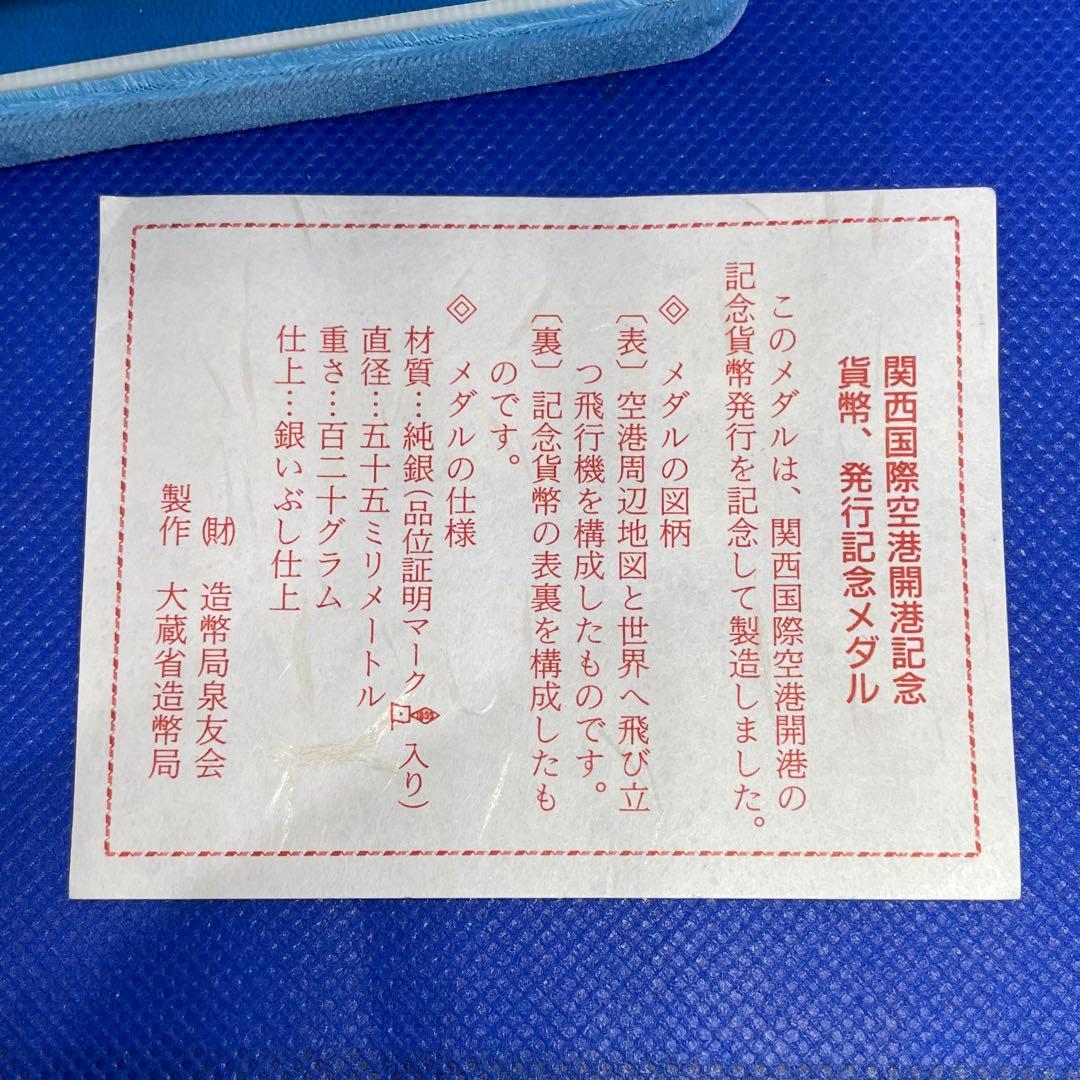 関西国際空港開港記念
貨幣、発行記念メダル
このメダルは、関西国際空港開港の
記念貨幣発行を記念して製造しました。
◈ メダルの図柄
〔表〕空港周辺地図と世界へ飛び立
つ飛行機を構成したものです。
〔裏〕記念貨幣の表裏を構成したも
のです。
◈ メダルの仕様
材質…純銀(品位証明マーク入り)
直径…五十五ミリメートル
重さ…百二十グラム
仕上…銀いぶし仕上
㈶ 造幣局泉友会
製作 大蔵省造幣局